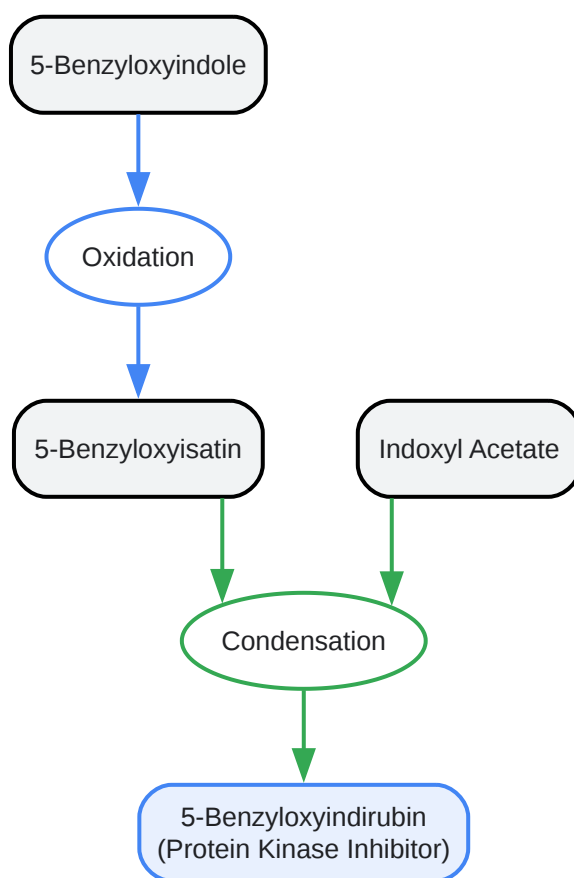 5-Benzyloxyindole
Oxidation
5-Benzyloxyisatin
Indoxyl Acetate
Condensation
5-Benzyloxyindirubin
(Protein Kinase Inhibitor)